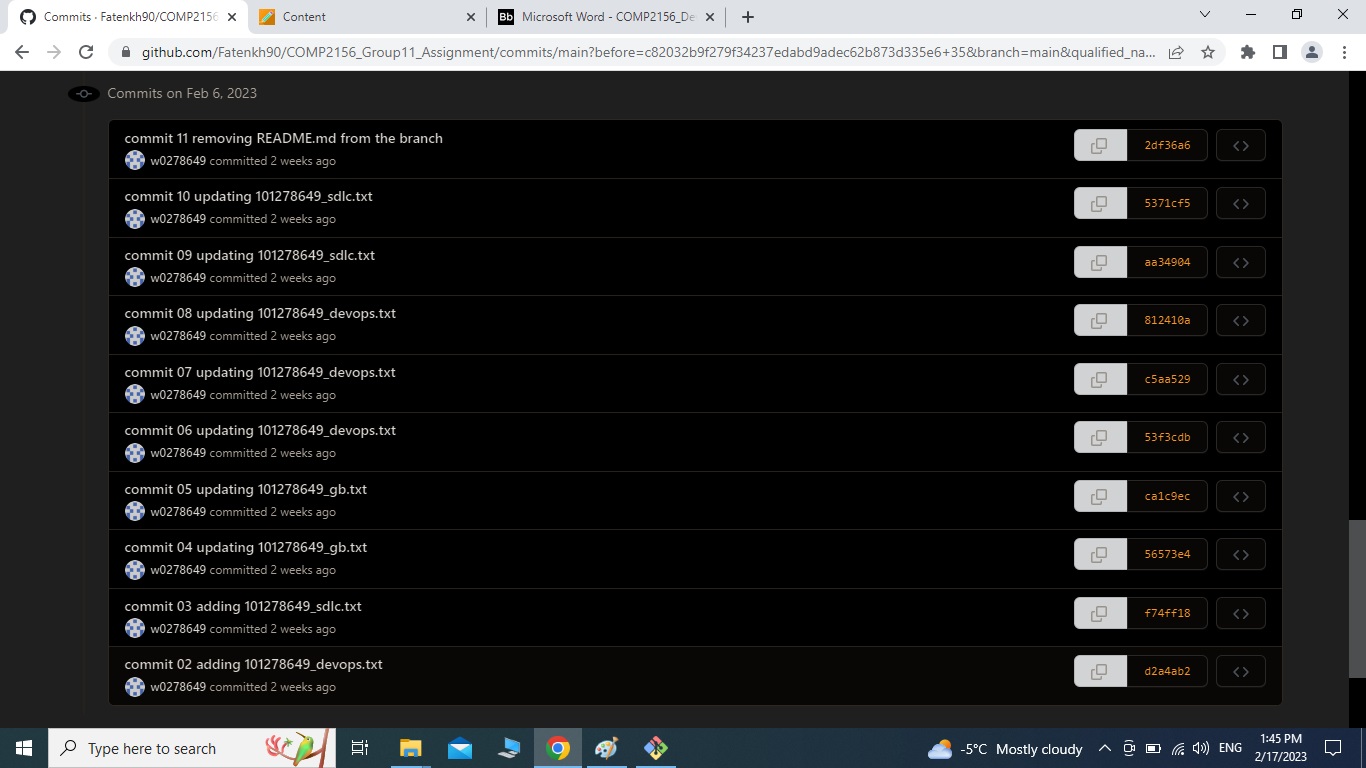 Commits · Fatenkh90/COMP2156
Content
Bb Microsoft Word - COMP2156_De
github.com/Fatenkh90/COMP2156_Group11_Assignment/commits/main?before=c82032b9f279f34237edabd9adec62b873d335e6+35&branch=main&qualified_na...
Commits on Feb 6, 2023
commit 11 removing README.md from the branch
2df36a6
w0278649 committed 2 weeks ago
commit 10 updating 101278649_sdlc.txt
5371cf5
w0278649 committed 2 weeks ago
commit 09 updating 101278649_sdlc.txt
aa34904
w0278649 committed 2 weeks ago
commit 08 updating 101278649_devops.txt
812410a
w0278649 committed 2 weeks ago
commit 07 updating 101278649_devops.txt
c5aa529
w0278649 committed 2 weeks ago
commit 06 updating 101278649_devops.txt
53f3cdb
w0278649 committed 2 weeks ago
commit 05 updating 101278649_gb.txt
ca1c9ec
w0278649 committed 2 weeks ago
commit 04 updating 101278649_gb.txt
56573e4
w0278649 committed 2 weeks ago
commit 03 adding 101278649_sdlc.txt
f74ff18
w0278649 committed 2 weeks ago
commit 02 adding 101278649_devops.txt
d2a4ab2
w0278649 committed 2 weeks ago
Type here to search
-5°C Mostly cloudy
ENG
1:45 PM
2/17/2023